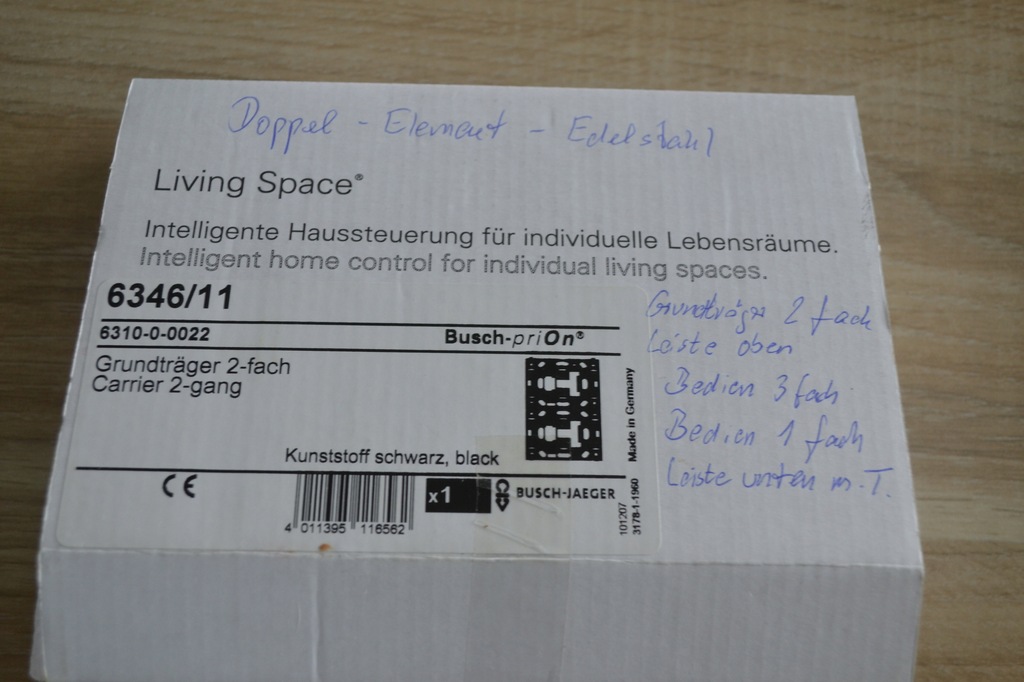 Doppel - Element - Edelstahl
Living Space®
Intelligente Haussteuerung für individuelle Lebensräume.
Intelligent home control for individual living spaces.
6346/11
6310-0-0022
Busch-priOn®
Grundträger 2-fach
Carrier 2-gang
Kunststoff schwarz, black
Made in Germany
CE
x1
BUSCH-JAEGER
4 011395 116562
101207
3178-1-1960
Grundträger 2 fach
Leiste oben
Bedien 3 fach
Bedien 1 fach
Leiste unten m. T.